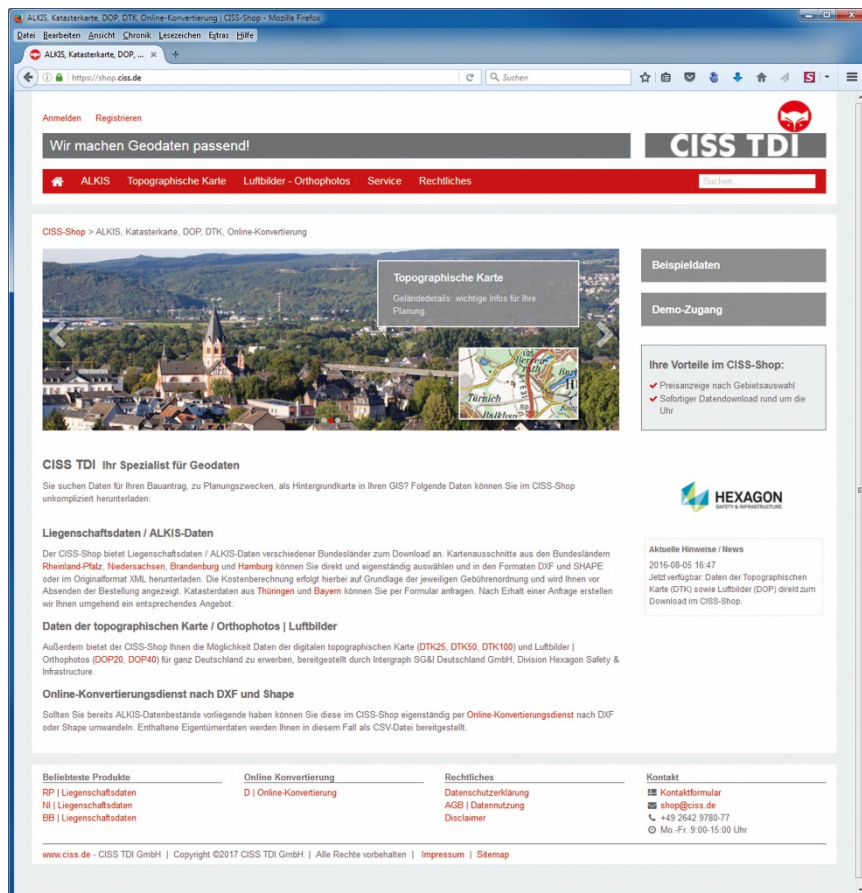 ALKIS, Katasterkarte, DOP, DTK, Online-Konvertierung | CISS-Shop - Mozilla Firefox
Datei Bearbeiten Ansicht Chronik Lesezeichen Extras Hilfe
ALKIS, Katasterkarte, DOP, ...
https://shop.ciss.de
Suchen
Anmelden Registrieren
Wir machen Geodaten passend!
CISS TDI
ALKIS Topographische Karte Luftbilder - Orthophotos Service Rechtliches
Suchen...
CISS-Shop > ALKIS, Katasterkarte, DOP, DTK, Online-Konvertierung
Topographische Karte
Geländedetails: wichtige Infos für Ihre
Planung.
Türnich
Balkhsn
Beispieldaten
Demo-Zugang
Ihre Vorteile im CISS-Shop:
Preisanzeige nach Gebietsauswahl
Sofortiger Datendownload rund um die
Uhr
CISS TDI Ihr Spezialist für Geodaten
Sie suchen Daten für Ihren Bauantrag, zu Planungszwecken, als Hintergrundkarte in Ihren GIS? Folgende Daten können Sie im CISS-Shop
unkompliziert herunterladen:
Liegenschaftsdaten / ALKIS-Daten
Der CISS-Shop bietet Liegenschaftsdaten / ALKIS-Daten verschiedener Bundesländer zum Download an. Kartenausschnitte aus den Bundesländern
Rheinland-Pfalz, Niedersachsen, Brandenburg und Hamburg können Sie direkt und eigenständig auswählen und in den Formaten DXF und SHAPE
oder im Originalformat XML herunterladen. Die Kostenberechnung erfolgt hierbei auf Grundlage der jeweiligen Gebührenordnung und wird Ihnen vor
Absenden der Bestellung angezeigt. Katasterdaten aus Thüringen und Bayern können Sie per Formular anfragen. Nach Erhalt einer Anfrage erstellen
wir Ihnen umgehend ein entsprechendes Angebot.
Daten der topographischen Karte / Orthophotos | Luftbilder
Außerdem bietet der CISS-Shop Ihnen die Möglichkeit Daten der digitalen topographischen Karte (DTK25, DTK50, DTK100) und Luftbilder |
Orthophotos (DOP20, DOP40) für ganz Deutschland zu erwerben, bereitgestellt durch Intergraph SG&I Deutschland GmbH, Division Hexagon Safety &
Infrastructure.
Online-Konvertierungsdienst nach DXF und Shape
Sollten Sie bereits ALKIS-Datenbestände vorliegende haben können Sie diese im CISS-Shop eigenständig per Online-Konvertierungsdienst nach DXF
oder Shape umwandeln. Enthaltene Eigentümerdaten werden Ihnen in diesem Fall als CSV-Datei bereitgestellt.
HEXAGON
SAFETY & INFRASTRUCTURE
Aktuelle Hinweise / News
2016-08-05 16:47
Jetzt verfügbar: Daten der Topographischen
Karte (DTK) sowie Luftbilder (DOP) direkt zum
Download im CISS-Shop.
Beliebteste Produkte
RP | Liegenschaftsdaten
NI | Liegenschaftsdaten
BB | Liegenschaftsdaten
Online Konvertierung
D | Online-Konvertierung
Rechtliches
Datenschutzerklärung
AGB | Datennutzung
Disclaimer
Kontakt
Kontaktformular
shop@ciss.de
+49 2642 9780-77
Mo.-Fr. 9:00-15:00 Uhr
www.ciss.de - CISS TDI GmbH | Copyright ©2017 CISS TDI GmbH | Alle Rechte vorbehalten | Impressum | Sitemap